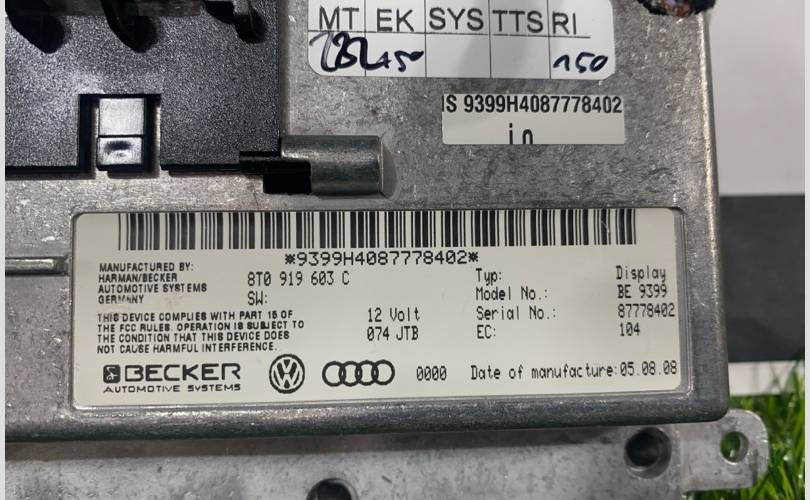 MT EK SYS TTS RI
150
IS 9399H4087778402
in
*9399H4087778402*
MANUFACTURED BY:
HARMAN/BECKER
AUTOMOTIVE SYSTEMS
GERMANY
8T0 919 603 C
SW:
THIS DEVICE COMPLIES WITH PART 15 OF
THE FCC RULES. OPERATION IS SUBJECT TO
THE CONDITION THAT THIS DEVICE DOES
NOT CAUSE HARMFUL INTERFERENCE.
12 Volt
074 JTB
Typ: Display
Model No.: BE 9399
Serial No.: 87778402
EC: 104
BECKER
AUTOMOTIVE SYSTEMS
0000
Date of manufacture:05.08.08